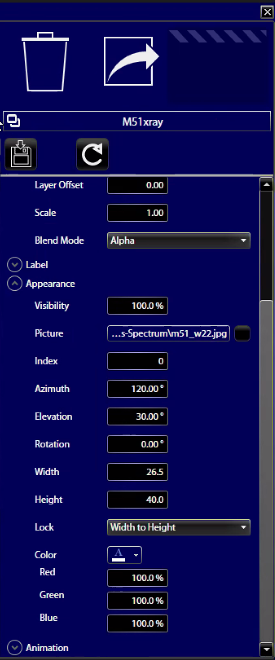 M51xray
Layer Offset 0.00
Scale 1.00
Blend Mode Alpha
Label
Appearance
Visibility 100.0 %
Picture ...s-Spectrum\m51_w22.jpg
Index 0
Azimuth 120.00 °
Elevation 30.00 °
Rotation 0.00 °
Width 26.5
Height 40.0
Lock Width to Height
Color A
Red 100.0 %
Green 100.0 %
Blue 100.0 %
Animation